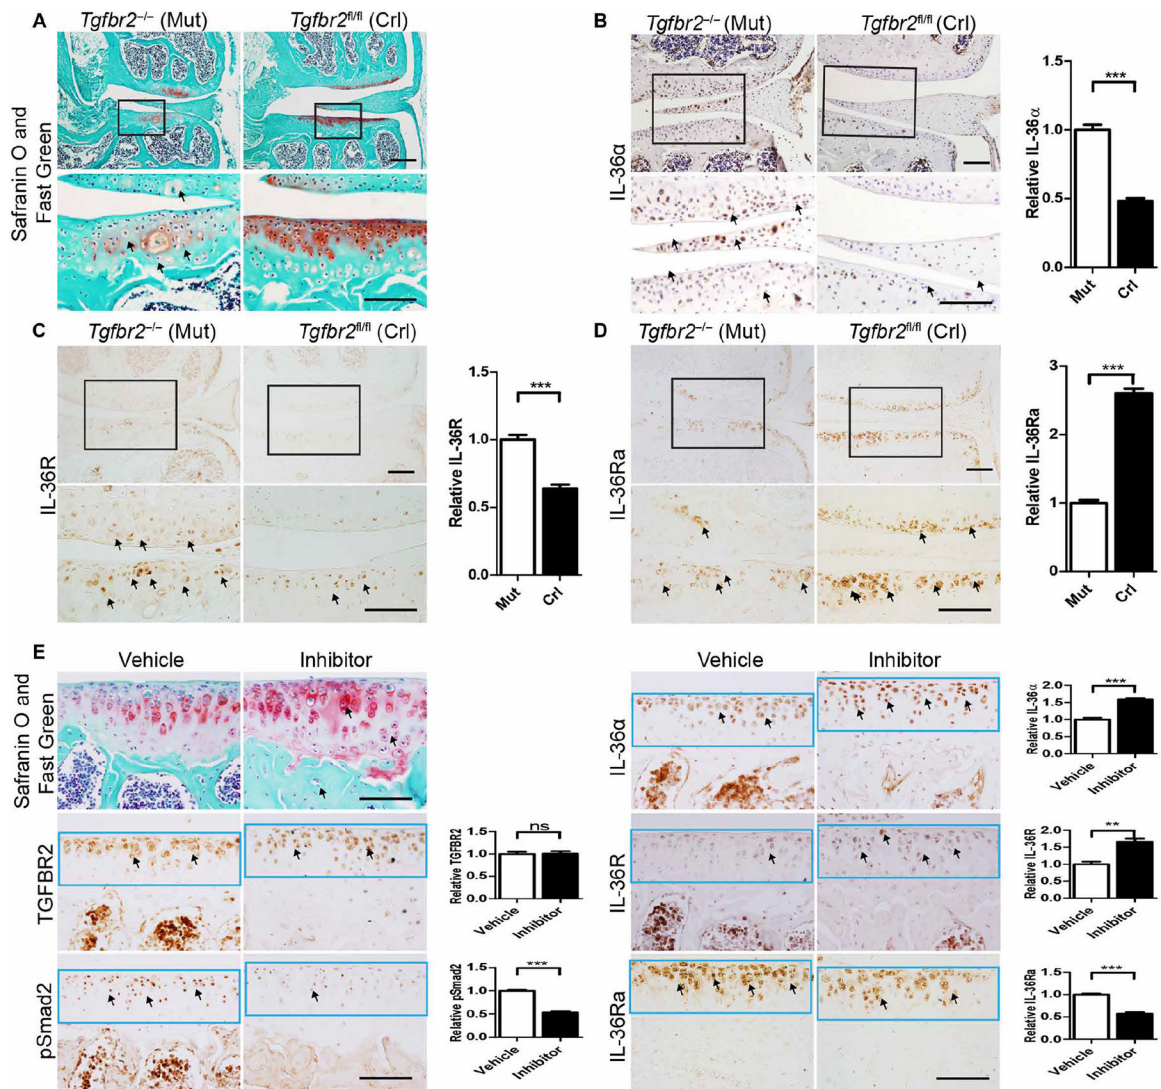 A
Tgfbr2–/– (Mut)
Tgfbr2fl/fl (Crl)
Safranin O and
Fast Green
B
Tgfbr2–/– (Mut)
Tgfbr2fl/fl (Crl)
IL-36α
Relative IL-36α
1.5
1.0
0.5
0.0
***
Mut
Crl
C
Tgfbr2–/– (Mut)
Tgfbr2fl/fl (Crl)
IL-36R
Relative IL-36R
1.5
1.0
0.5
0.0
***
Mut
Crl
D
Tgfbr2–/– (Mut)
Tgfbr2fl/fl (Crl)
IL-36Ra
Relative IL-36Ra
3
2
1
0
***
Mut
Crl
E
Vehicle
Inhibitor
Safranin O and
Fast Green
TGFBR2
Relative TGFBR2
1.5
1.0
0.5
0.0
ns
Vehicle
Inhibitor
pSmad2
Relative pSmad2
1.5
1.0
0.5
0.0
***
Vehicle
Inhibitor
Vehicle
Inhibitor
IL-36α
Relative IL-36α
2.0
1.5
1.0
0.5
0.0
***
Vehicle
Inhibitor
IL-36R
Relative IL-36R
2.0
1.5
1.0
0.5
0.0
**
Vehicle
Inhibitor
IL-36Ra
Relative IL-36Ra
1.5
1.0
0.5
0.0
***
Vehicle
Inhibitor